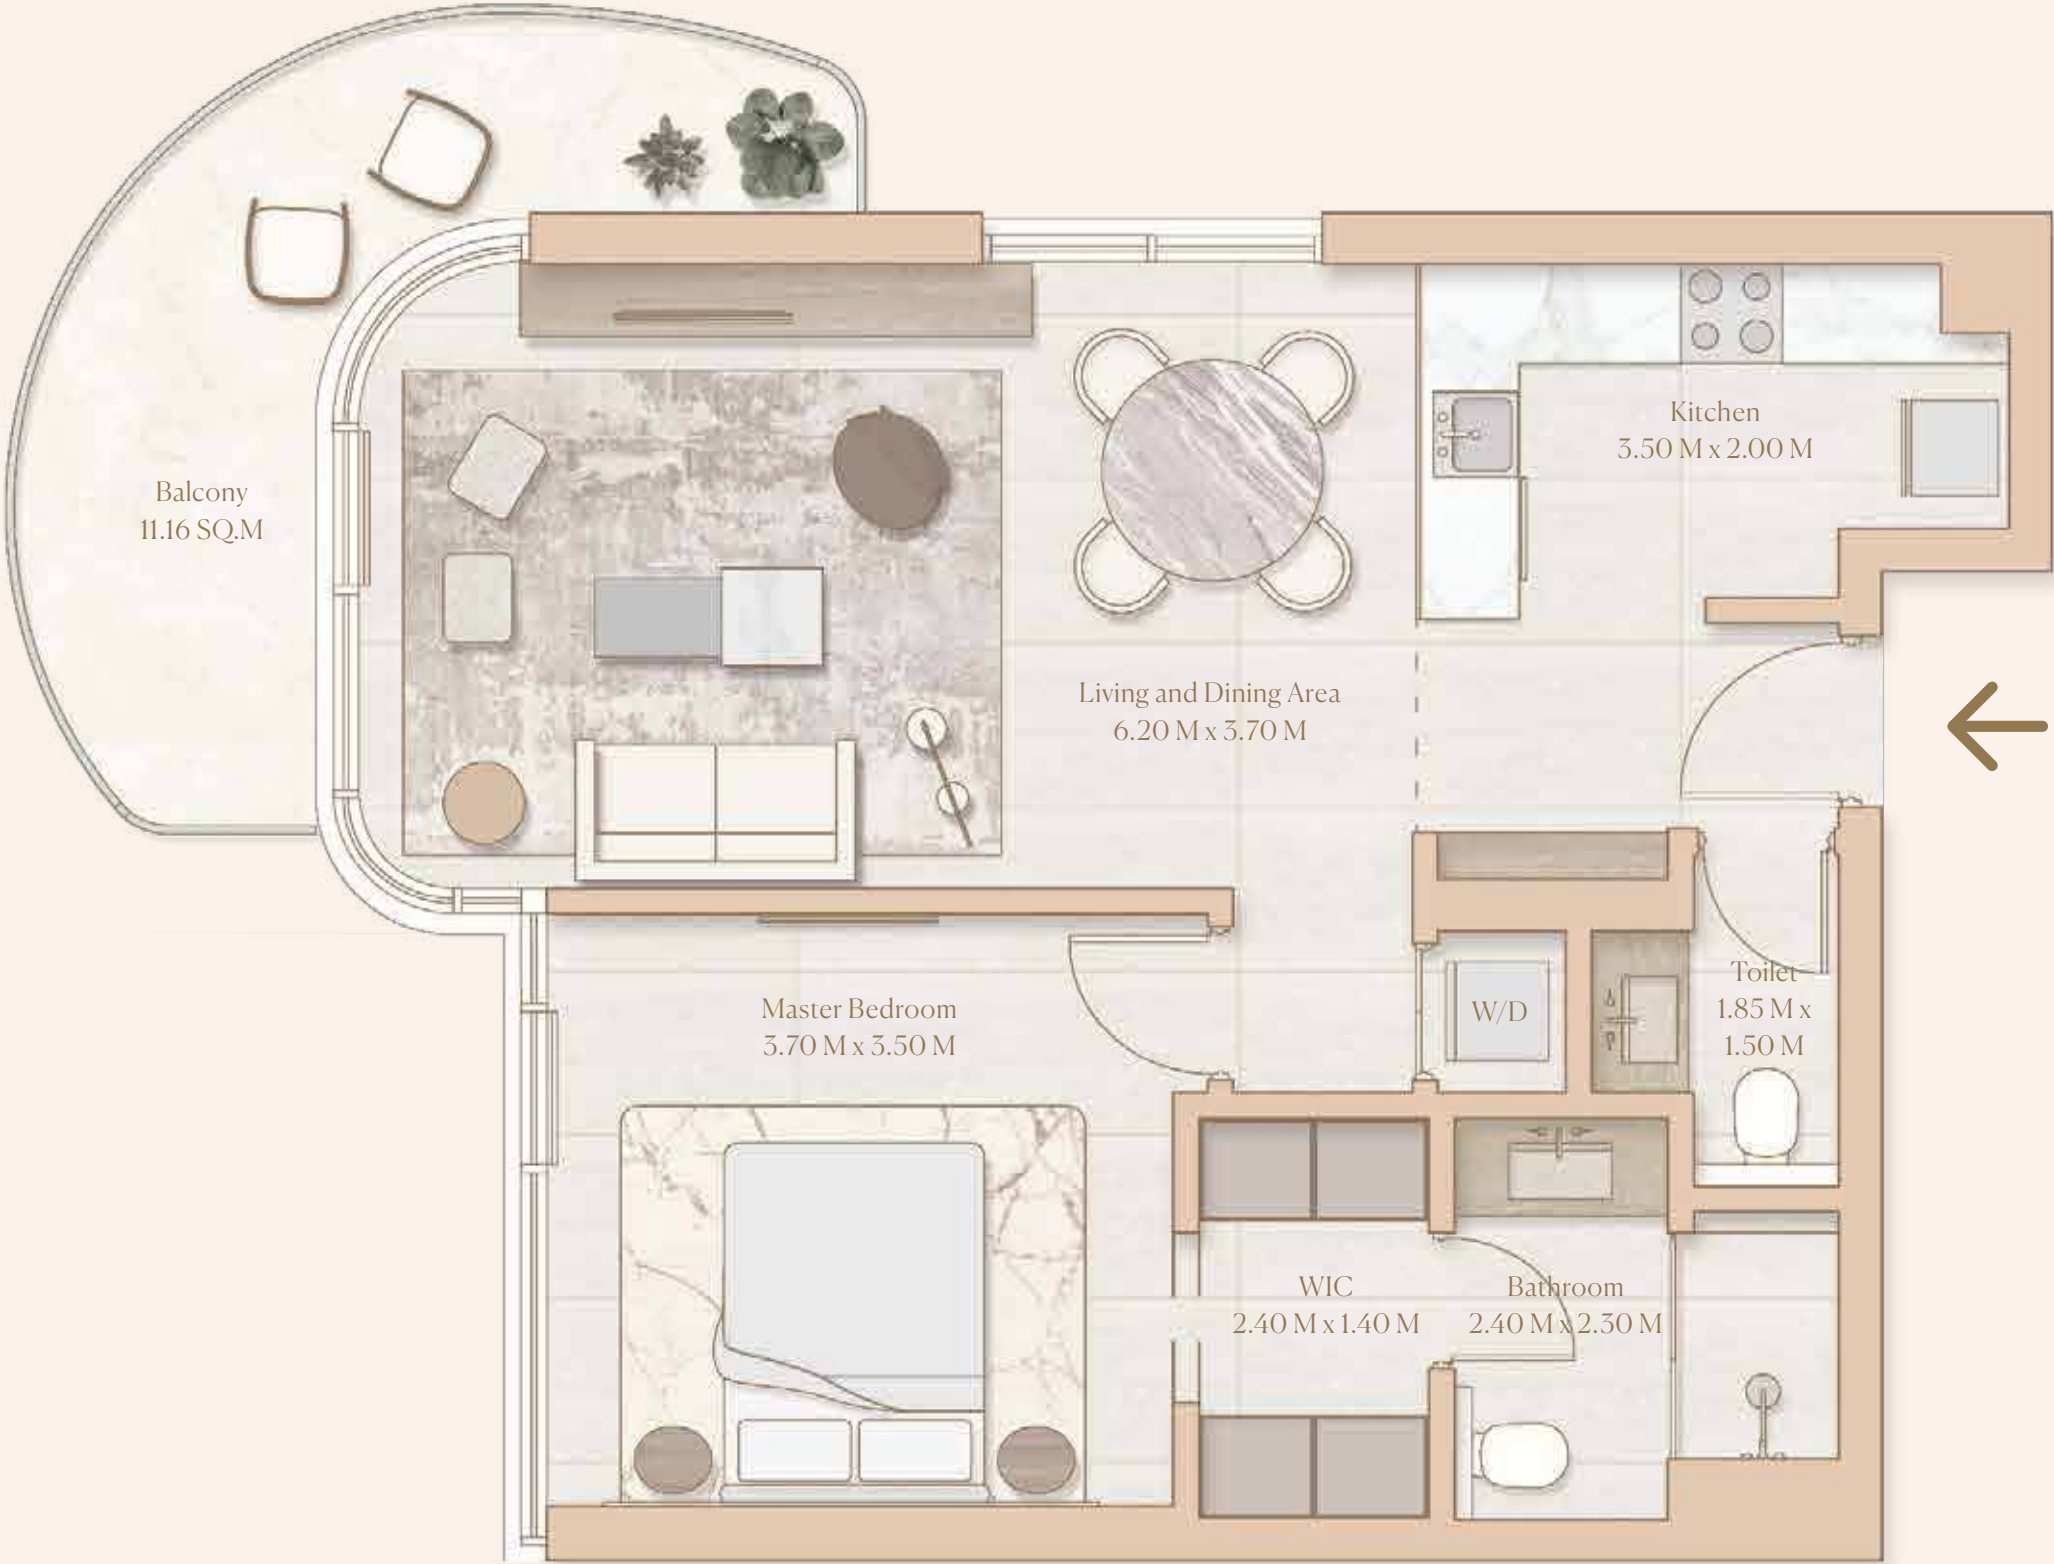 Kitchen
3.50 M x 2.00 M
Balcony
11.16 SQ.M
Living and Dining Area
6.20 M x 3.70 M
Master Bedroom
3.70 M x 3.50 M
W/D
Toilet
1.85 M x
1.50 M
WIC
2.40 M x 1.40 M
Bathroom
2.40 M x 2.30 M